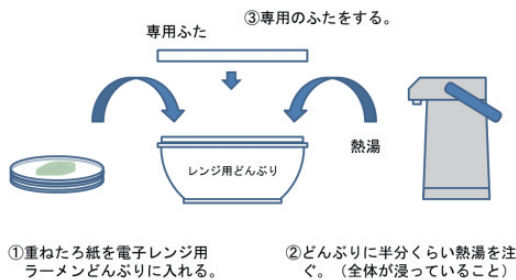 ③専用のふたをする。
専用ふた
熱湯
レンジ用どんぶり
①重ねたろ紙を電子レンジ用
ラーメンどんぶりに入れる。
②どんぶりに半分くらい熱湯を注
ぐ。（全体が浸っていること）